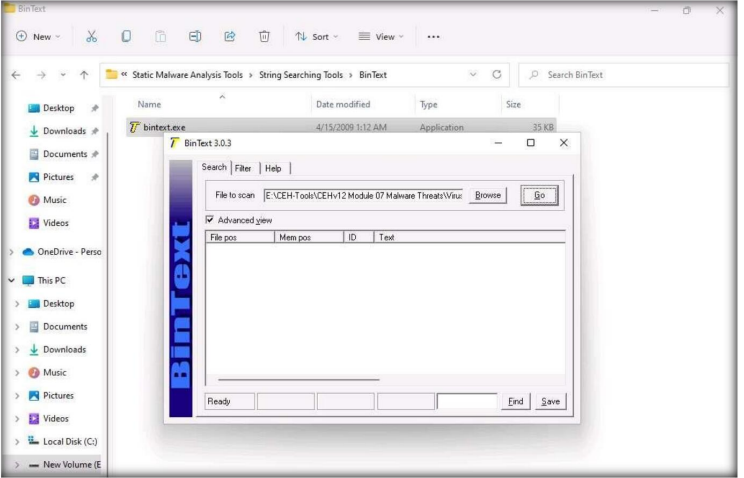 BinText
New
Sort
View
Static Malware Analysis Tools > String Searching Tools > BinText
Search BinText
Name Date modified Type Size
bintext.exe 4/15/2009 1:12 AM Application 35 KB
Desktop
Downloads
Documents
Pictures
Music
Videos
OneDrive - Perso
This PC
Desktop
Documents
Downloads
Music
Pictures
Videos
Local Disk (C:)
New Volume (E
BinText 3.0.3
Search Filter Help
File to scan E:\CEH-Tools\CEHv12 Module 07 Malware Threats\Virus Browse Go
Advanced view
File pos Mem pos ID Text
BinText
Ready Find Save